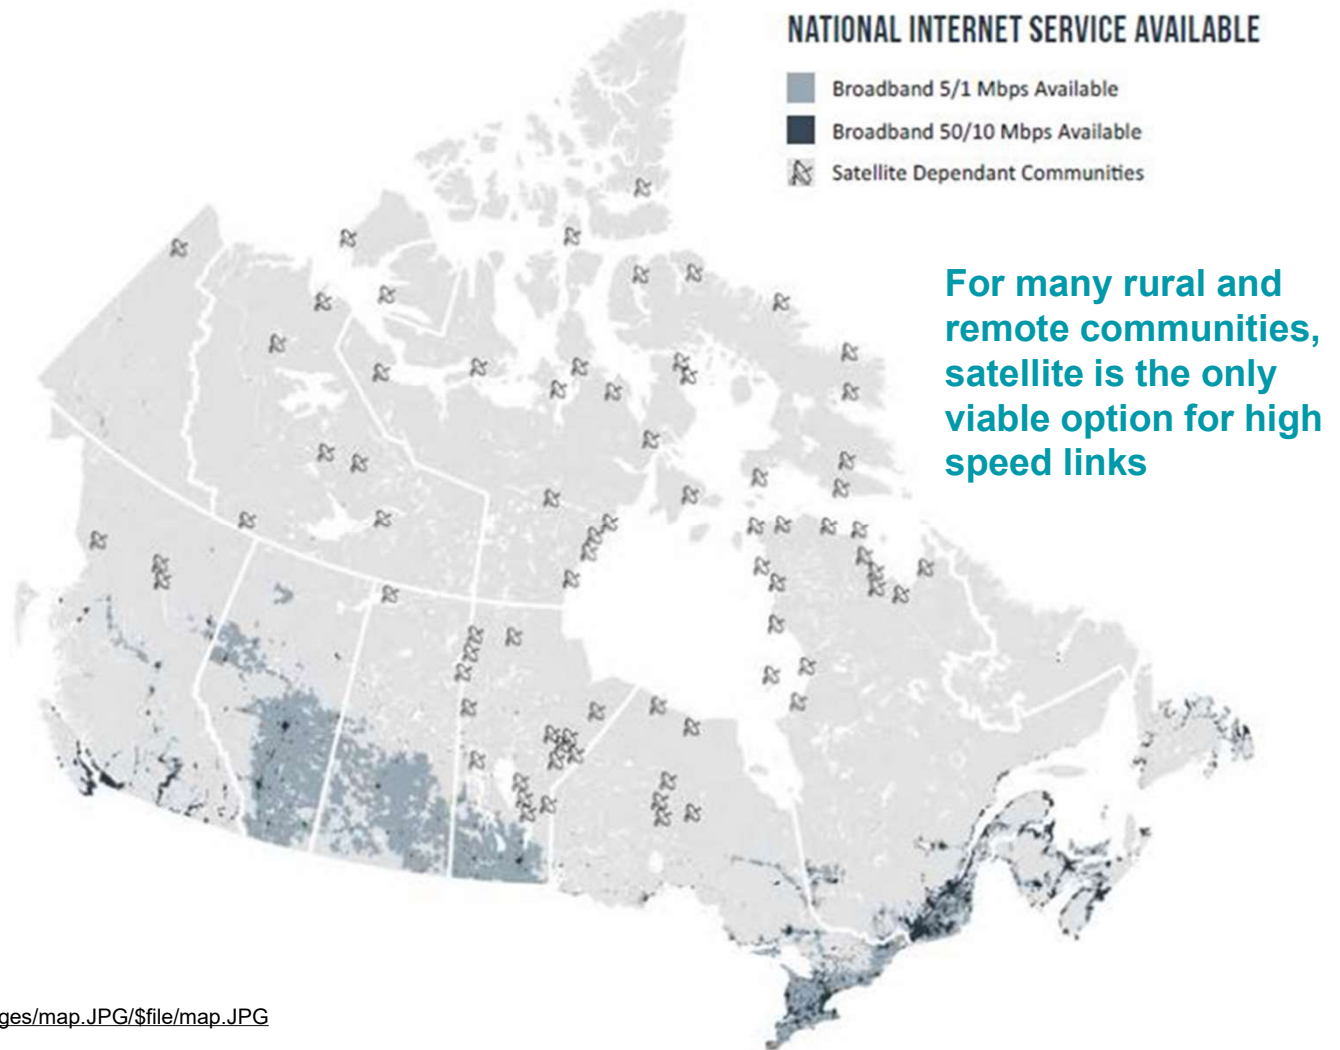 NATIONAL INTERNET SERVICE AVAILABLE
Broadband 5/1 Mbps Available
Broadband 50/10 Mbps Available
Satellite Dependant Communities
For many rural and
remote communities,
satellite is the only
viable option for high
speed links
ges/map.JPG/$file/map.JPG